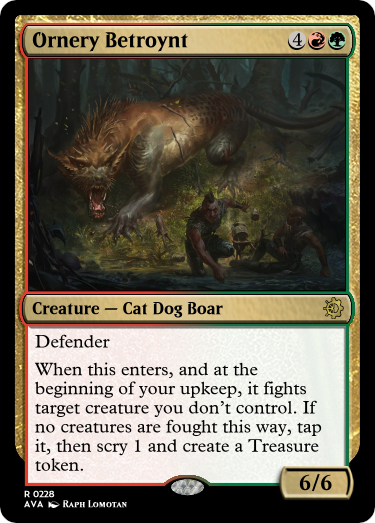 Ornery Betroynt
4
Creature — Cat Dog Boar
Defender
When this enters, and at the
beginning of your upkeep, it fights
target creature you don't control. If
no creatures are fought this way, tap
it, then scry 1 and create a Treasure
token.
6/6
R 0228
AVA Raph Lomotan